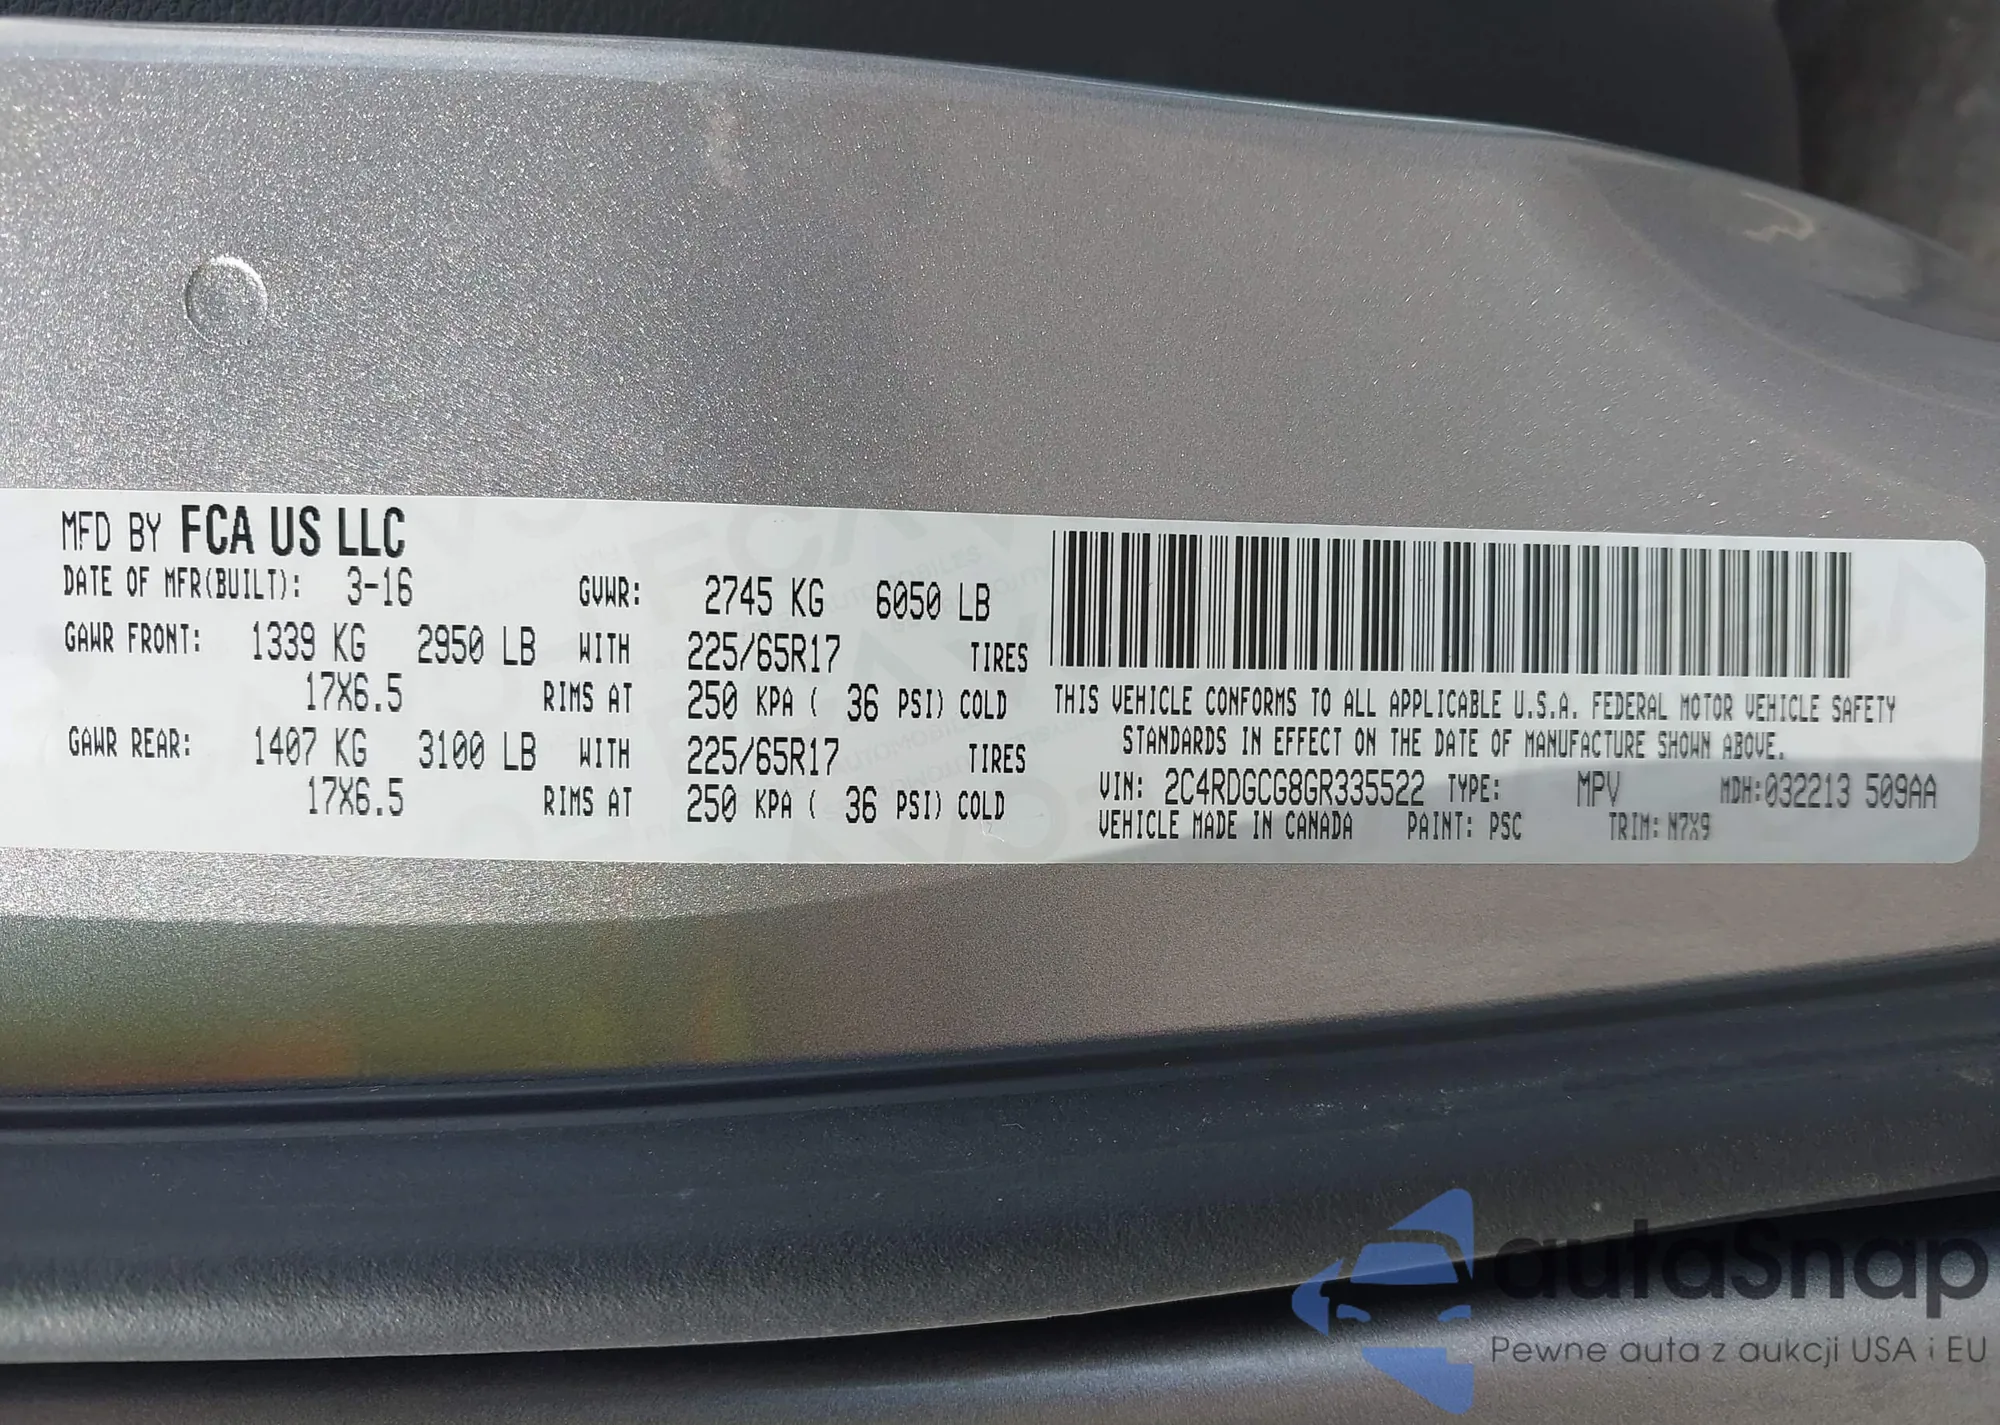 MFD BY FCA US LLC
DATE OF MFR(BUILT): 3-16 GVWR: 2745 KG 6050 LB
GAWR FRONT: 1339 KG 2950 LB WITH 225/65R17 TIRES
17X6.5 RIMS AT 250 KPA ( 36 PSI) COLD
GAWR REAR: 1407 KG 3100 LB WITH 225/65R17 TIRES
17X6.5 RIMS AT 250 KPA ( 36 PSI) COLD
THIS VEHICLE CONFORMS TO ALL APPLICABLE U.S.A. FEDERAL MOTOR VEHICLE SAFETY
STANDARDS IN EFFECT ON THE DATE OF MANUFACTURE SHOWN ABOVE.
VIN: 2C4RDGCG8GR335522 TYPE: MPV MDH:032213 509AA
VEHICLE MADE IN CANADA PAINT: PSC TRIM: N7X9
autaSnap
Pewne auta z aukcji USA i EU